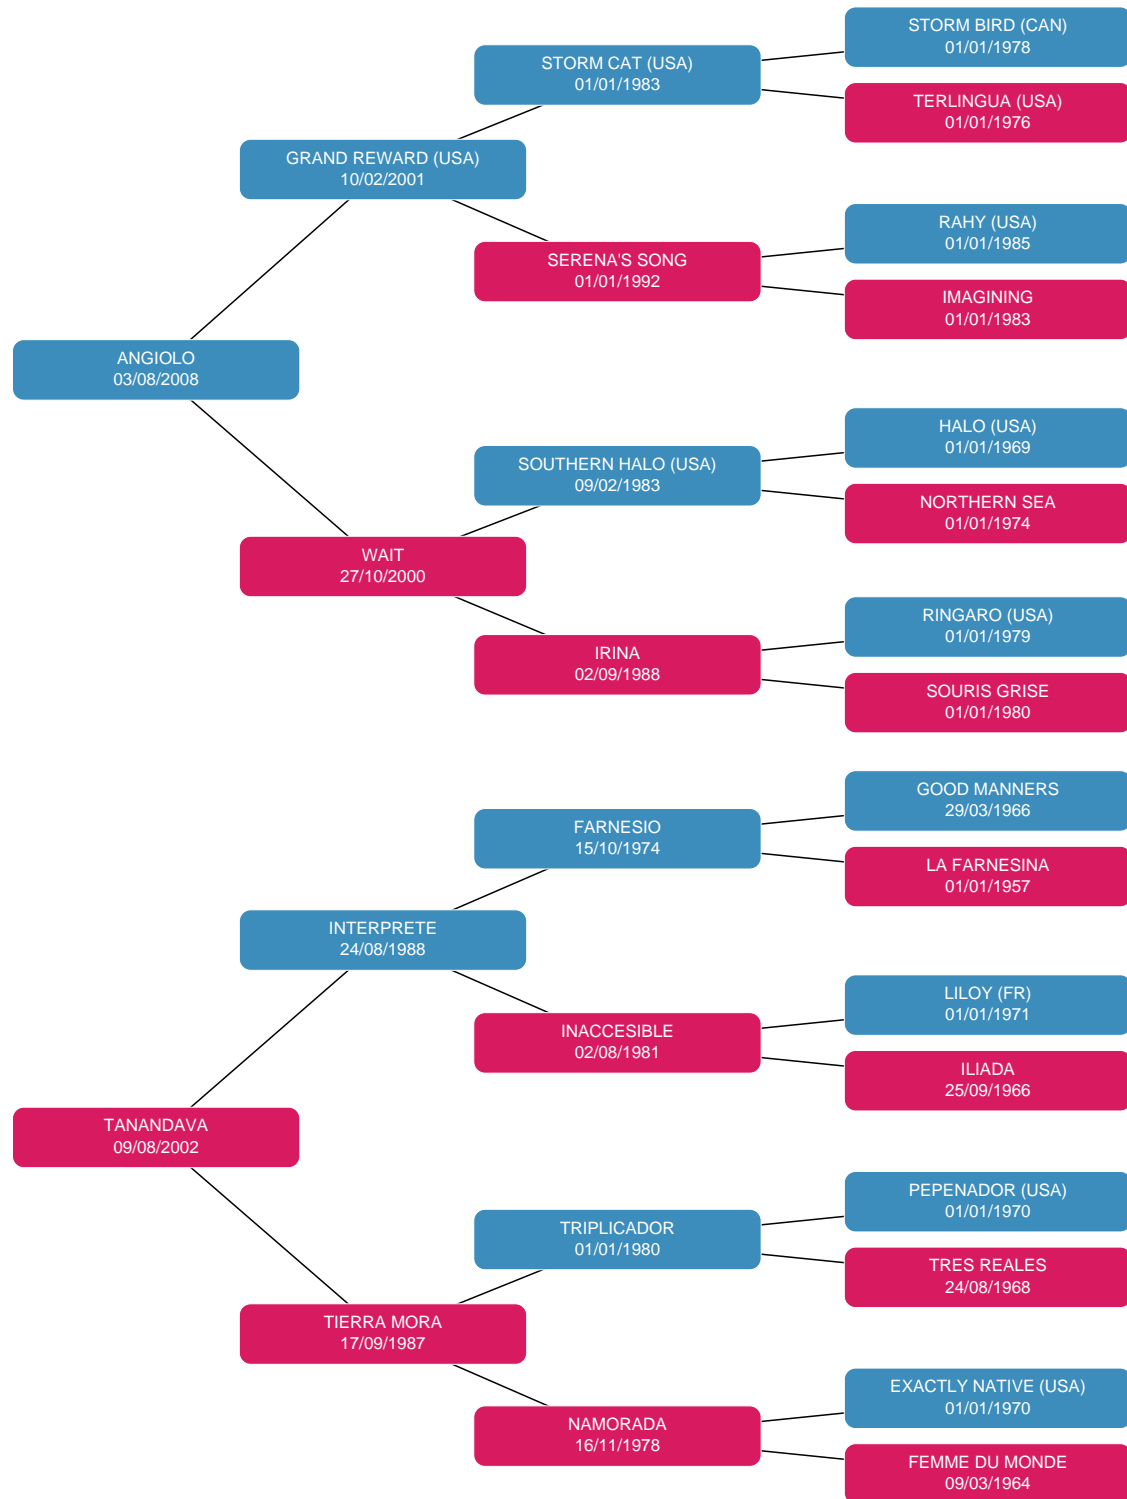 STORM BIRD (CAN)
01/01/1978
STORM CAT (USA)
01/01/1983
TERLINGUA (USA)
01/01/1976
GRAND REWARD (USA)
10/02/2001
RAHY (USA)
01/01/1985
SERENA'S SONG
01/01/1992
IMAGINING
01/01/1983
ANGIOLO
03/08/2008
HALO (USA)
01/01/1969
SOUTHERN HALO (USA)
09/02/1983
NORTHERN SEA
01/01/1974
WAIT
27/10/2000
RINGARO (USA)
01/01/1979
IRINA
02/09/1988
SOURIS GRISE
01/01/1980
GOOD MANNERS
29/03/1966
FARNESIO
15/10/1974
LA FARNESINA
01/01/1957
INTERPRETE
24/08/1988
LILOY (FR)
01/01/1971
INACCESIBLE
02/08/1981
ILIADA
25/09/1966
TANANDAVA
09/08/2002
PEPENADOR (USA)
01/01/1970
TRIPLICADOR
01/01/1980
TRES REALES
24/08/1968
TIERRA MORA
17/09/1987
EXACTLY NATIVE (USA)
01/01/1970
NAMORADA
16/11/1978
FEMME DU MONDE
09/03/1964